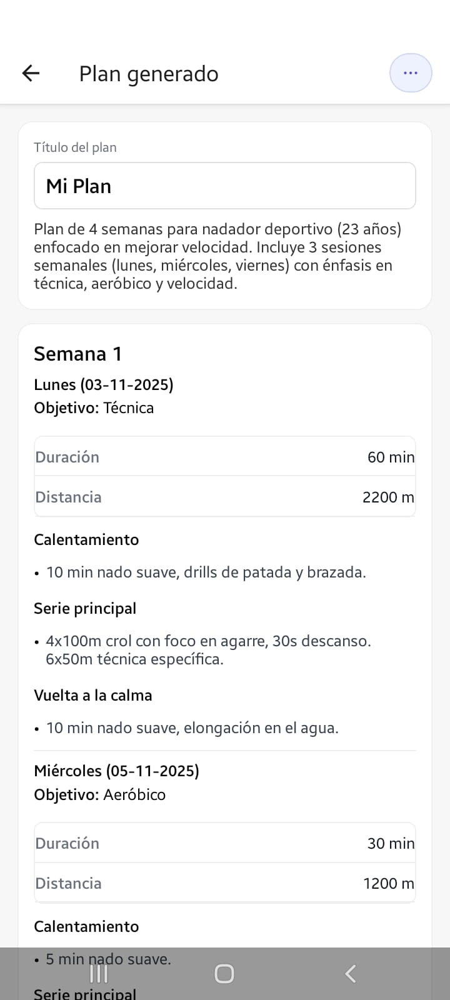 Plan generado
Título del plan
Mi Plan
Plan de 4 semanas para nadador deportivo (23 años)
enfocado en mejorar velocidad. Incluye 3 sesiones
semanales (lunes, miércoles, viernes) con énfasis en
técnica, aeróbico y velocidad.
Semana 1
Lunes (03-11-2025)
Objetivo: Técnica
Duración 60 min
Distancia 2200 m
Calentamiento
• 10 min nado suave, drills de patada y brazada.
Serie principal
• 4x100m crol con foco en agarre, 30s descanso.
6x50m técnica específica.
Vuelta a la calma
• 10 min nado suave, elongación en el agua.
Miércoles (05-11-2025)
Objetivo: Aeróbico
Duración 30 min
Distancia 1200 m
Calentamiento
• 5 min nado suave.
Serie principal